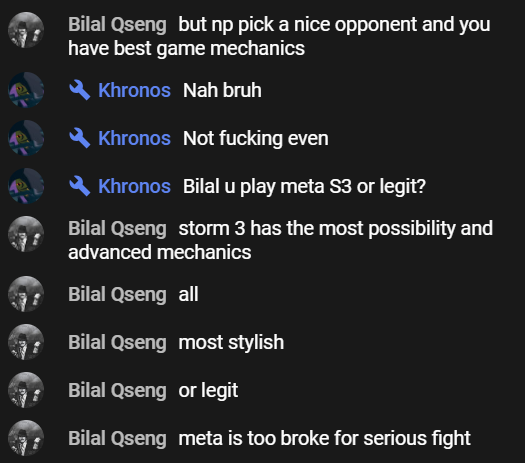 Bilal Qseng but np pick a nice opponent and you
have best game mechanics
Khronos Nah bruh
Khronos Not fucking even
Khronos Bilal u play meta S3 or legit?
Bilal Qseng storm 3 has the most possibility and
advanced mechanics
Bilal Qseng all
Bilal Qseng most stylish
Bilal Qseng or legit
Bilal Qseng meta is too broke for serious fight